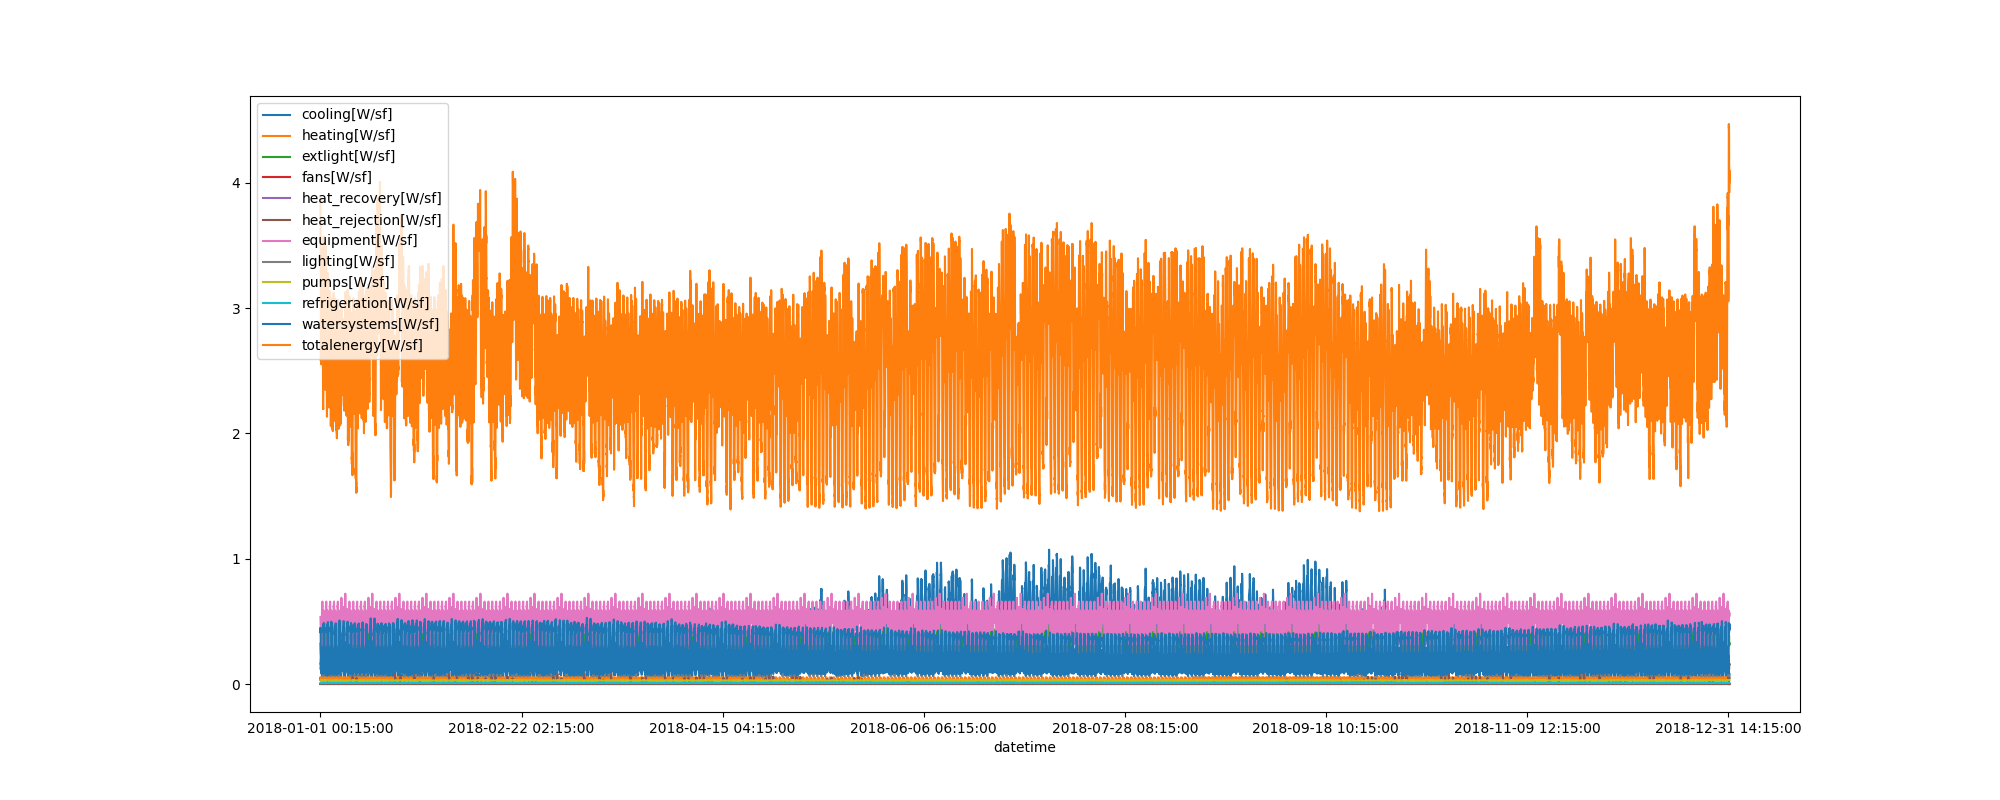 cooling[W/sf]
heating[W/sf]
extlight[W/sf]
fans[W/sf]
heat_recovery[W/sf]
heat_rejection[W/sf]
equipment[W/sf]
lighting[W/sf]
pumps[W/sf]
refrigeration[W/sf]
watersystems[W/sf]
totalenergy[W/sf]
4
3
2
1
0
2018-01-01 00:15:00 2018-02-22 02:15:00 2018-04-15 04:15:00 2018-06-06 06:15:00 2018-07-28 08:15:00 2018-09-18 10:15:00 2018-11-09 12:15:00 2018-12-31 14:15:00
datetime